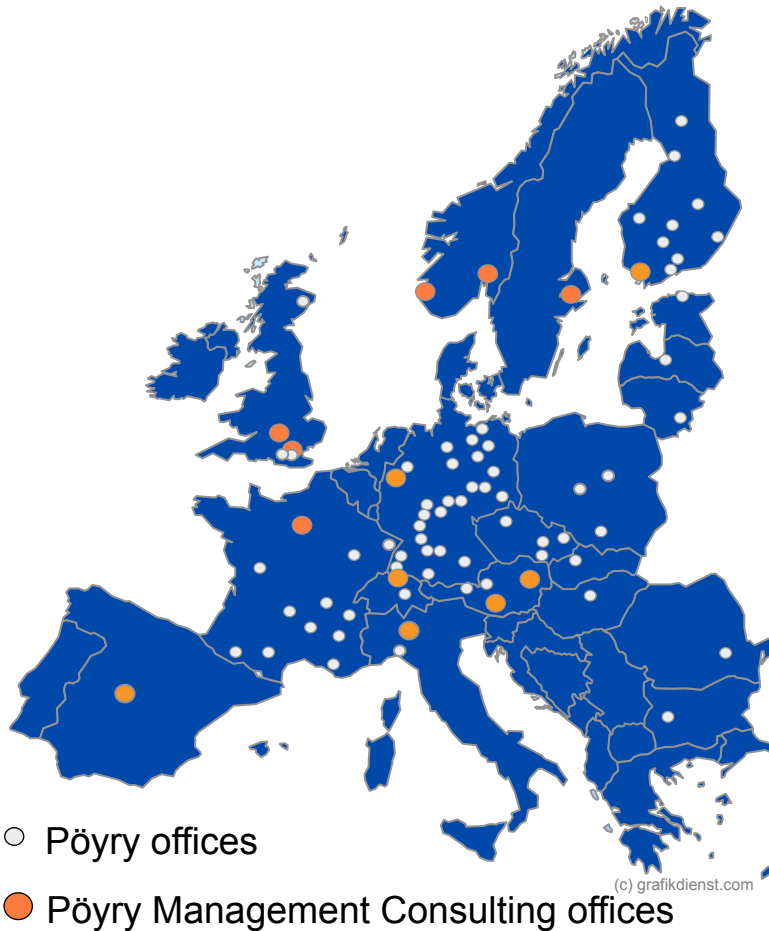 (c) grafikdienst.com
Pöyry offices
Pöyry Management Consulting offices